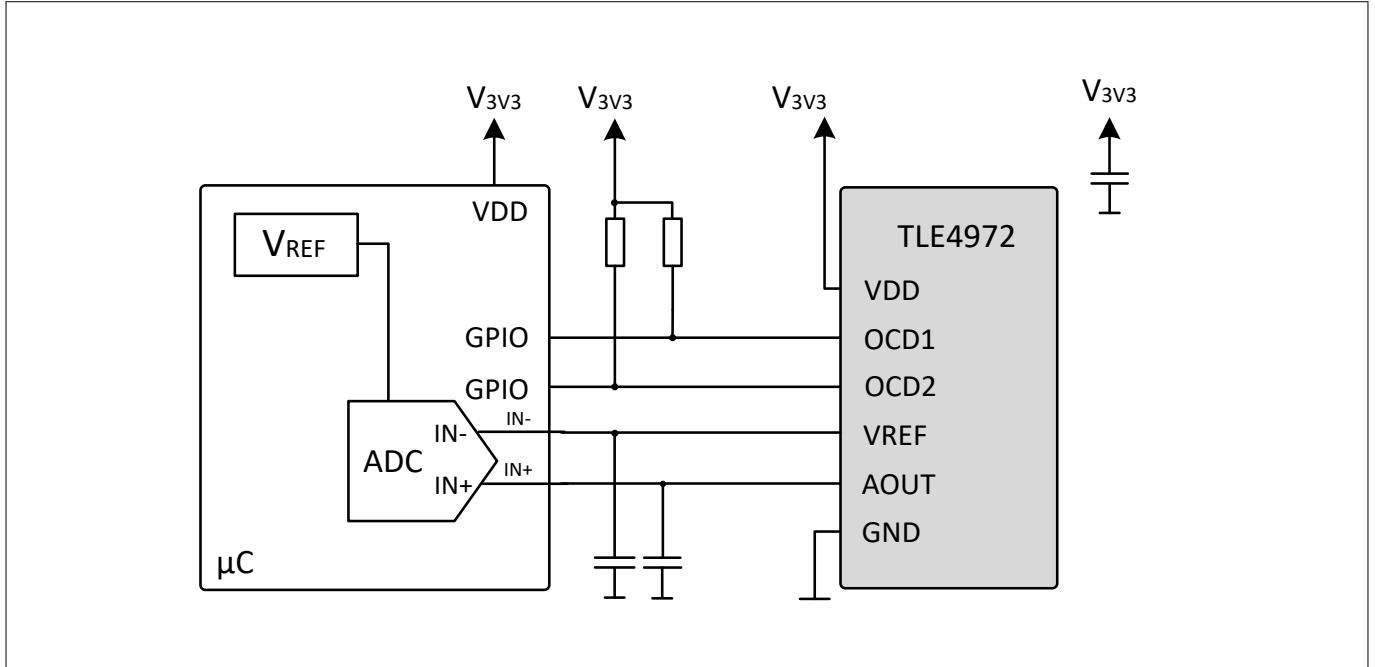 V3V3 V3V3 V3V3 V3V3
VDD
VREF
TLE4972
VDD
GPIO OCD1
GPIO OCD2
IN- IN- VREF
ADC
IN+ IN+ AOUT
GND
µC